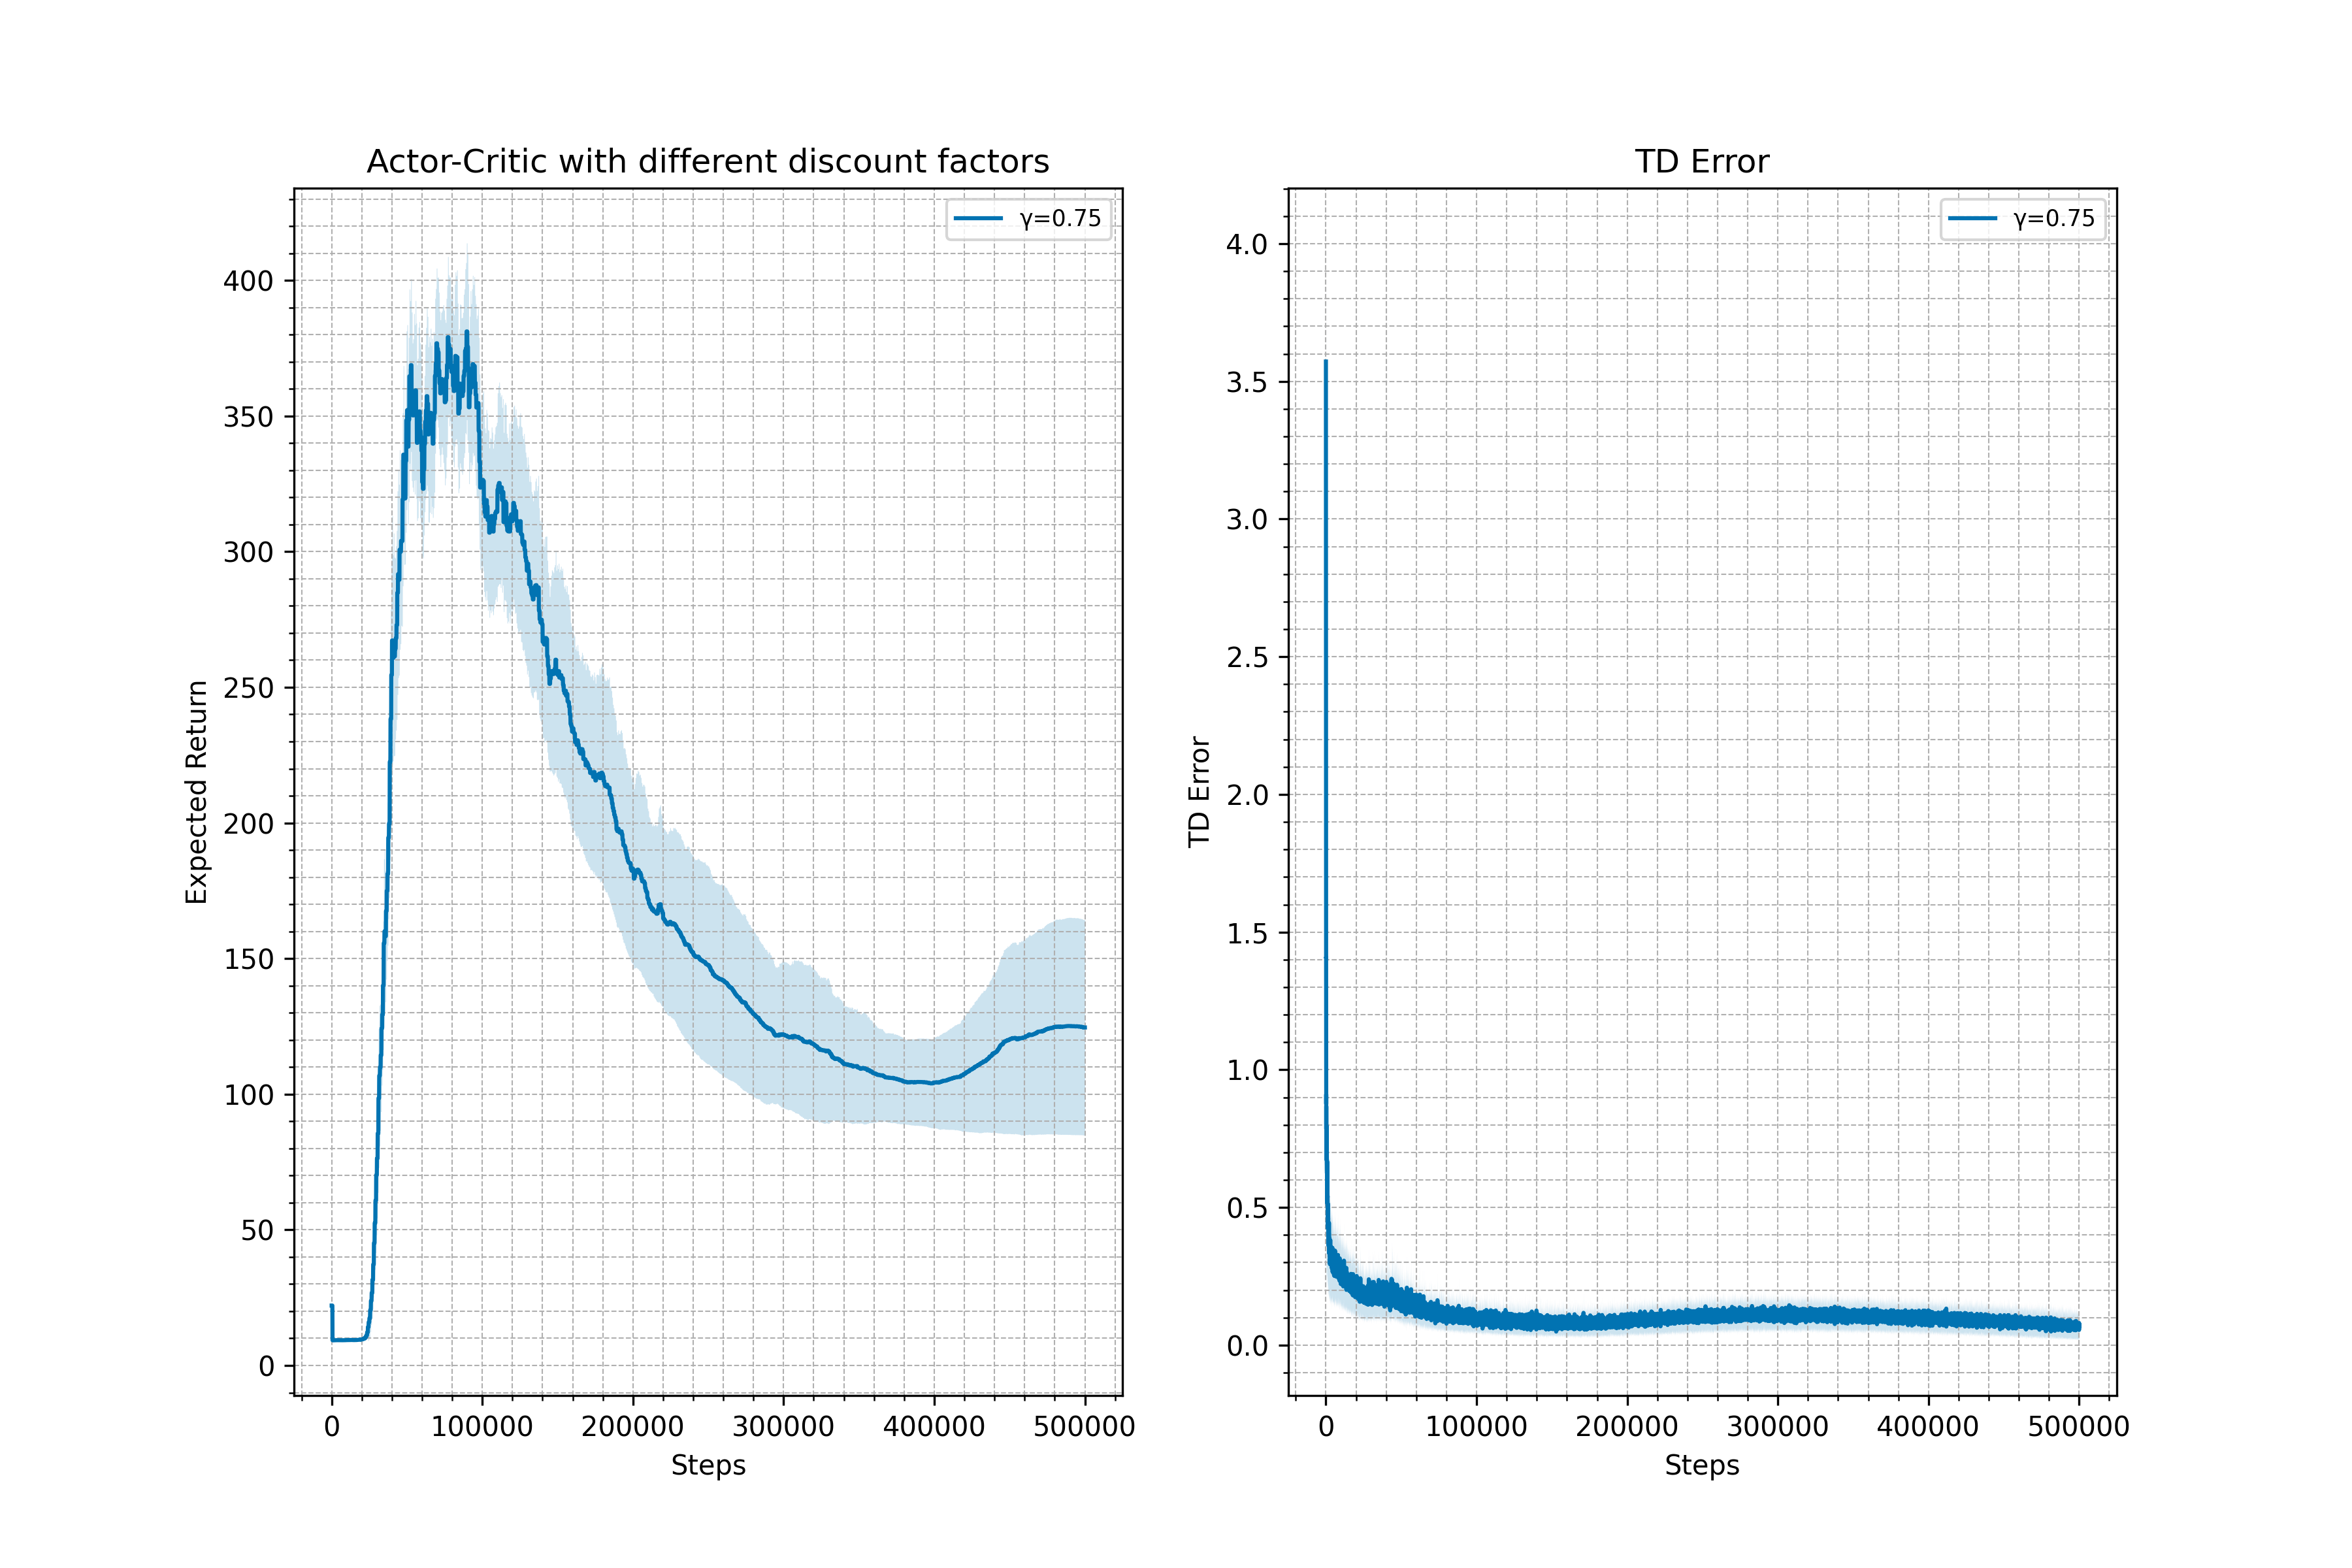 Actor-Critic with different discount factors
γ=0.75
400
350
300
250
200
150
100
50
0
Expected Return
0 100000 200000 300000 400000 500000
Steps
TD Error
γ=0.75
4.0
3.5
3.0
2.5
2.0
1.5
1.0
0.5
0.0
TD Error
0 100000 200000 300000 400000 500000
Steps